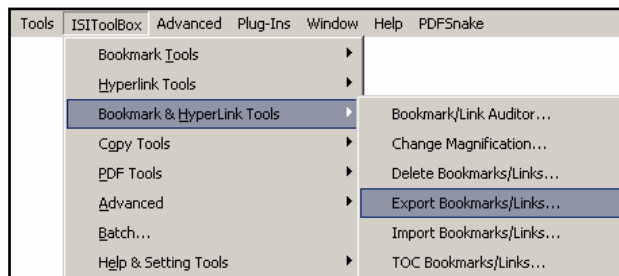 Tools ISIToolBox Advanced Plug-Ins Window Help PDFSnake
Bookmark Tools
Hyperlink Tools
Bookmark & HyperLink Tools
Bookmark/Link Auditor...
Copy Tools
Change Magnification...
PDF Tools
Delete Bookmarks/Links...
Advanced
Export Bookmarks/Links...
Batch...
Import Bookmarks/Links...
Help & Setting Tools
TOC Bookmarks/Links...